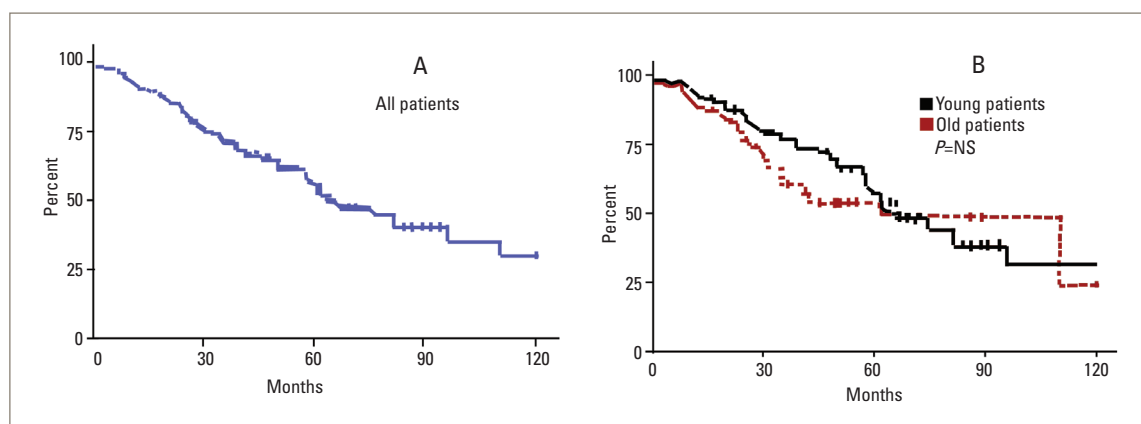 A
All patients
Percent
100
75
50
25
0
0 30 60 90 120
Months
B
Young patients
Old patients
P=NS
Percent
100
75
50
25
0
0 30 60 90 120
Months